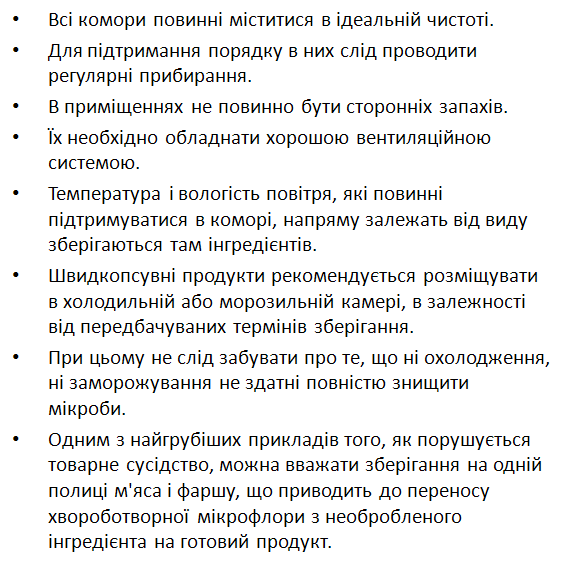 • Всі комори повинні міститися в ідеальній чистоті.
• Для підтримання порядку в них слід проводити
регулярні прибирання.
• В приміщеннях не повинно бути сторонніх запахів.
• Їх необхідно обладнати хорошою вентиляційною
системою.
• Температура і вологість повітря, які повинні
підтримуватися в коморі, напряму залежать від виду
зберігаються там інгредієнтів.
• Швидкопсувні продукти рекомендується розміщувати
в холодильній або морозильній камері, в залежності
від передбачуваних термінів зберігання.
• При цьому не слід забувати про те, що ні охолодження,
ні заморожування не здатні повністю знищити
мікроби.
• Одним з найгрубіших прикладів того, як порушується
товарне сусідство, можна вважати зберігання на одній
полиці м'яса і фаршу, що приводить до переносу
хвороботворної мікрофлори з необробленого
інгредієнта на готовий продукт.